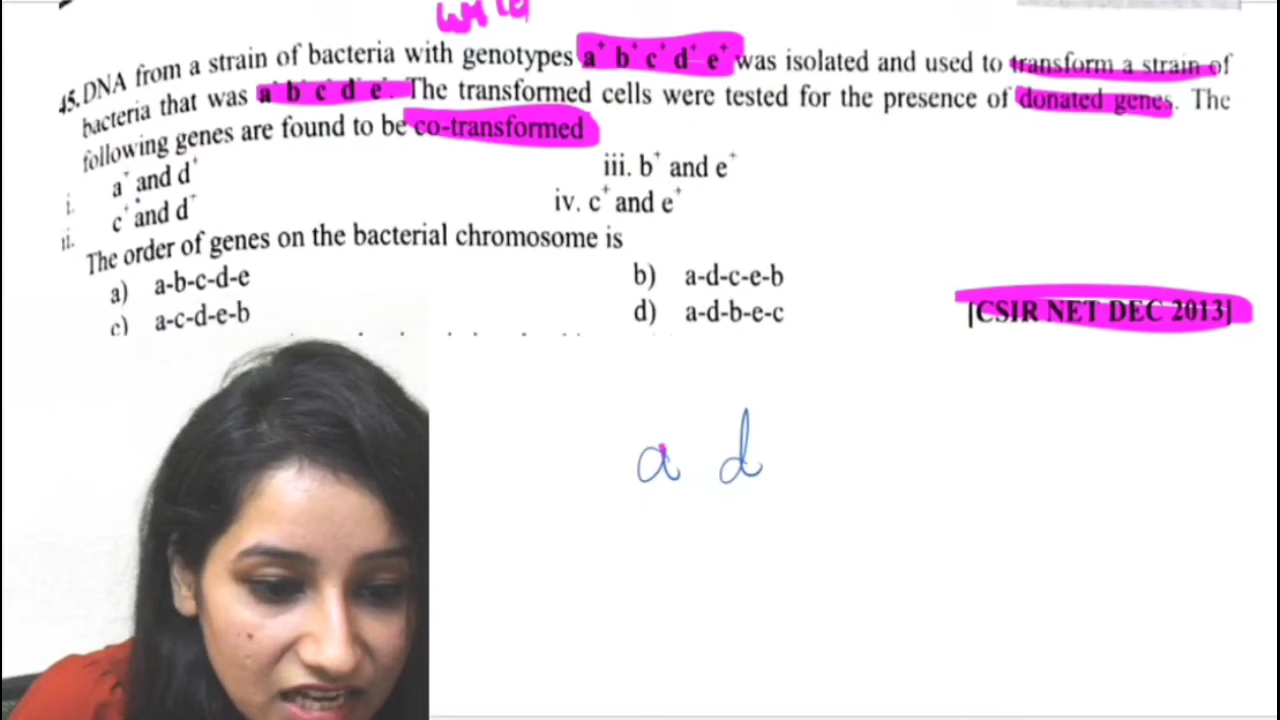 45. DNA from a strain of bacteria with genotypes a⁺ b⁺ c⁺ d⁺ e⁺ was isolated and used to transform a strain of
bacteria that was a⁻ b⁻ c⁻ d⁻ e⁻. The transformed cells were tested for the presence of donated genes. The
following genes are found to be co-transformed
i. a⁺ and d⁺ iii. b⁺ and e⁺
ii. c⁺ and d⁺ iv. c⁺ and e⁺
The order of genes on the bacterial chromosome is
a) a-b-c-d-e b) a-d-c-e-b
c) a-c-d-e-b d) a-d-b-e-c [CSIR NET DEC 2013]
a d